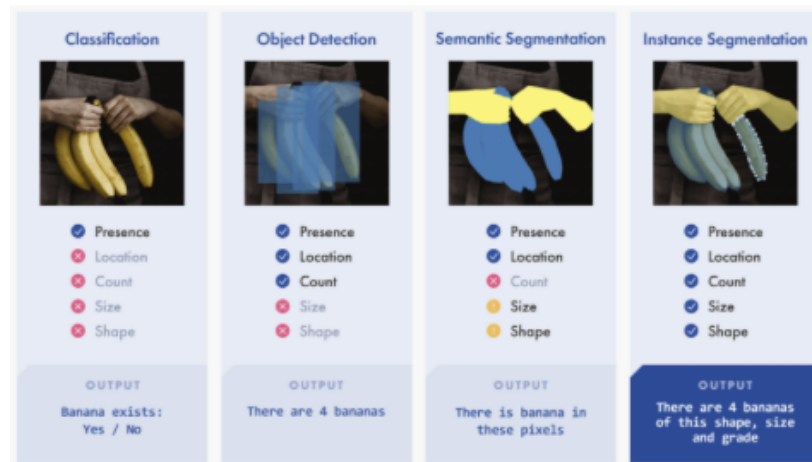 Classification
Presence
Location
Count
Size
Shape
OUTPUT
Banana exists:
Yes / No
Object Detection
Presence
Location
Count
Size
Shape
OUTPUT
There are 4 bananas
Semantic Segmentation
Presence
Location
Count
Size
Shape
OUTPUT
There is banana in
these pixels
Instance Segmentation
Presence
Location
Count
Size
Shape
OUTPUT
There are 4 bananas
of this shape, size
and grade